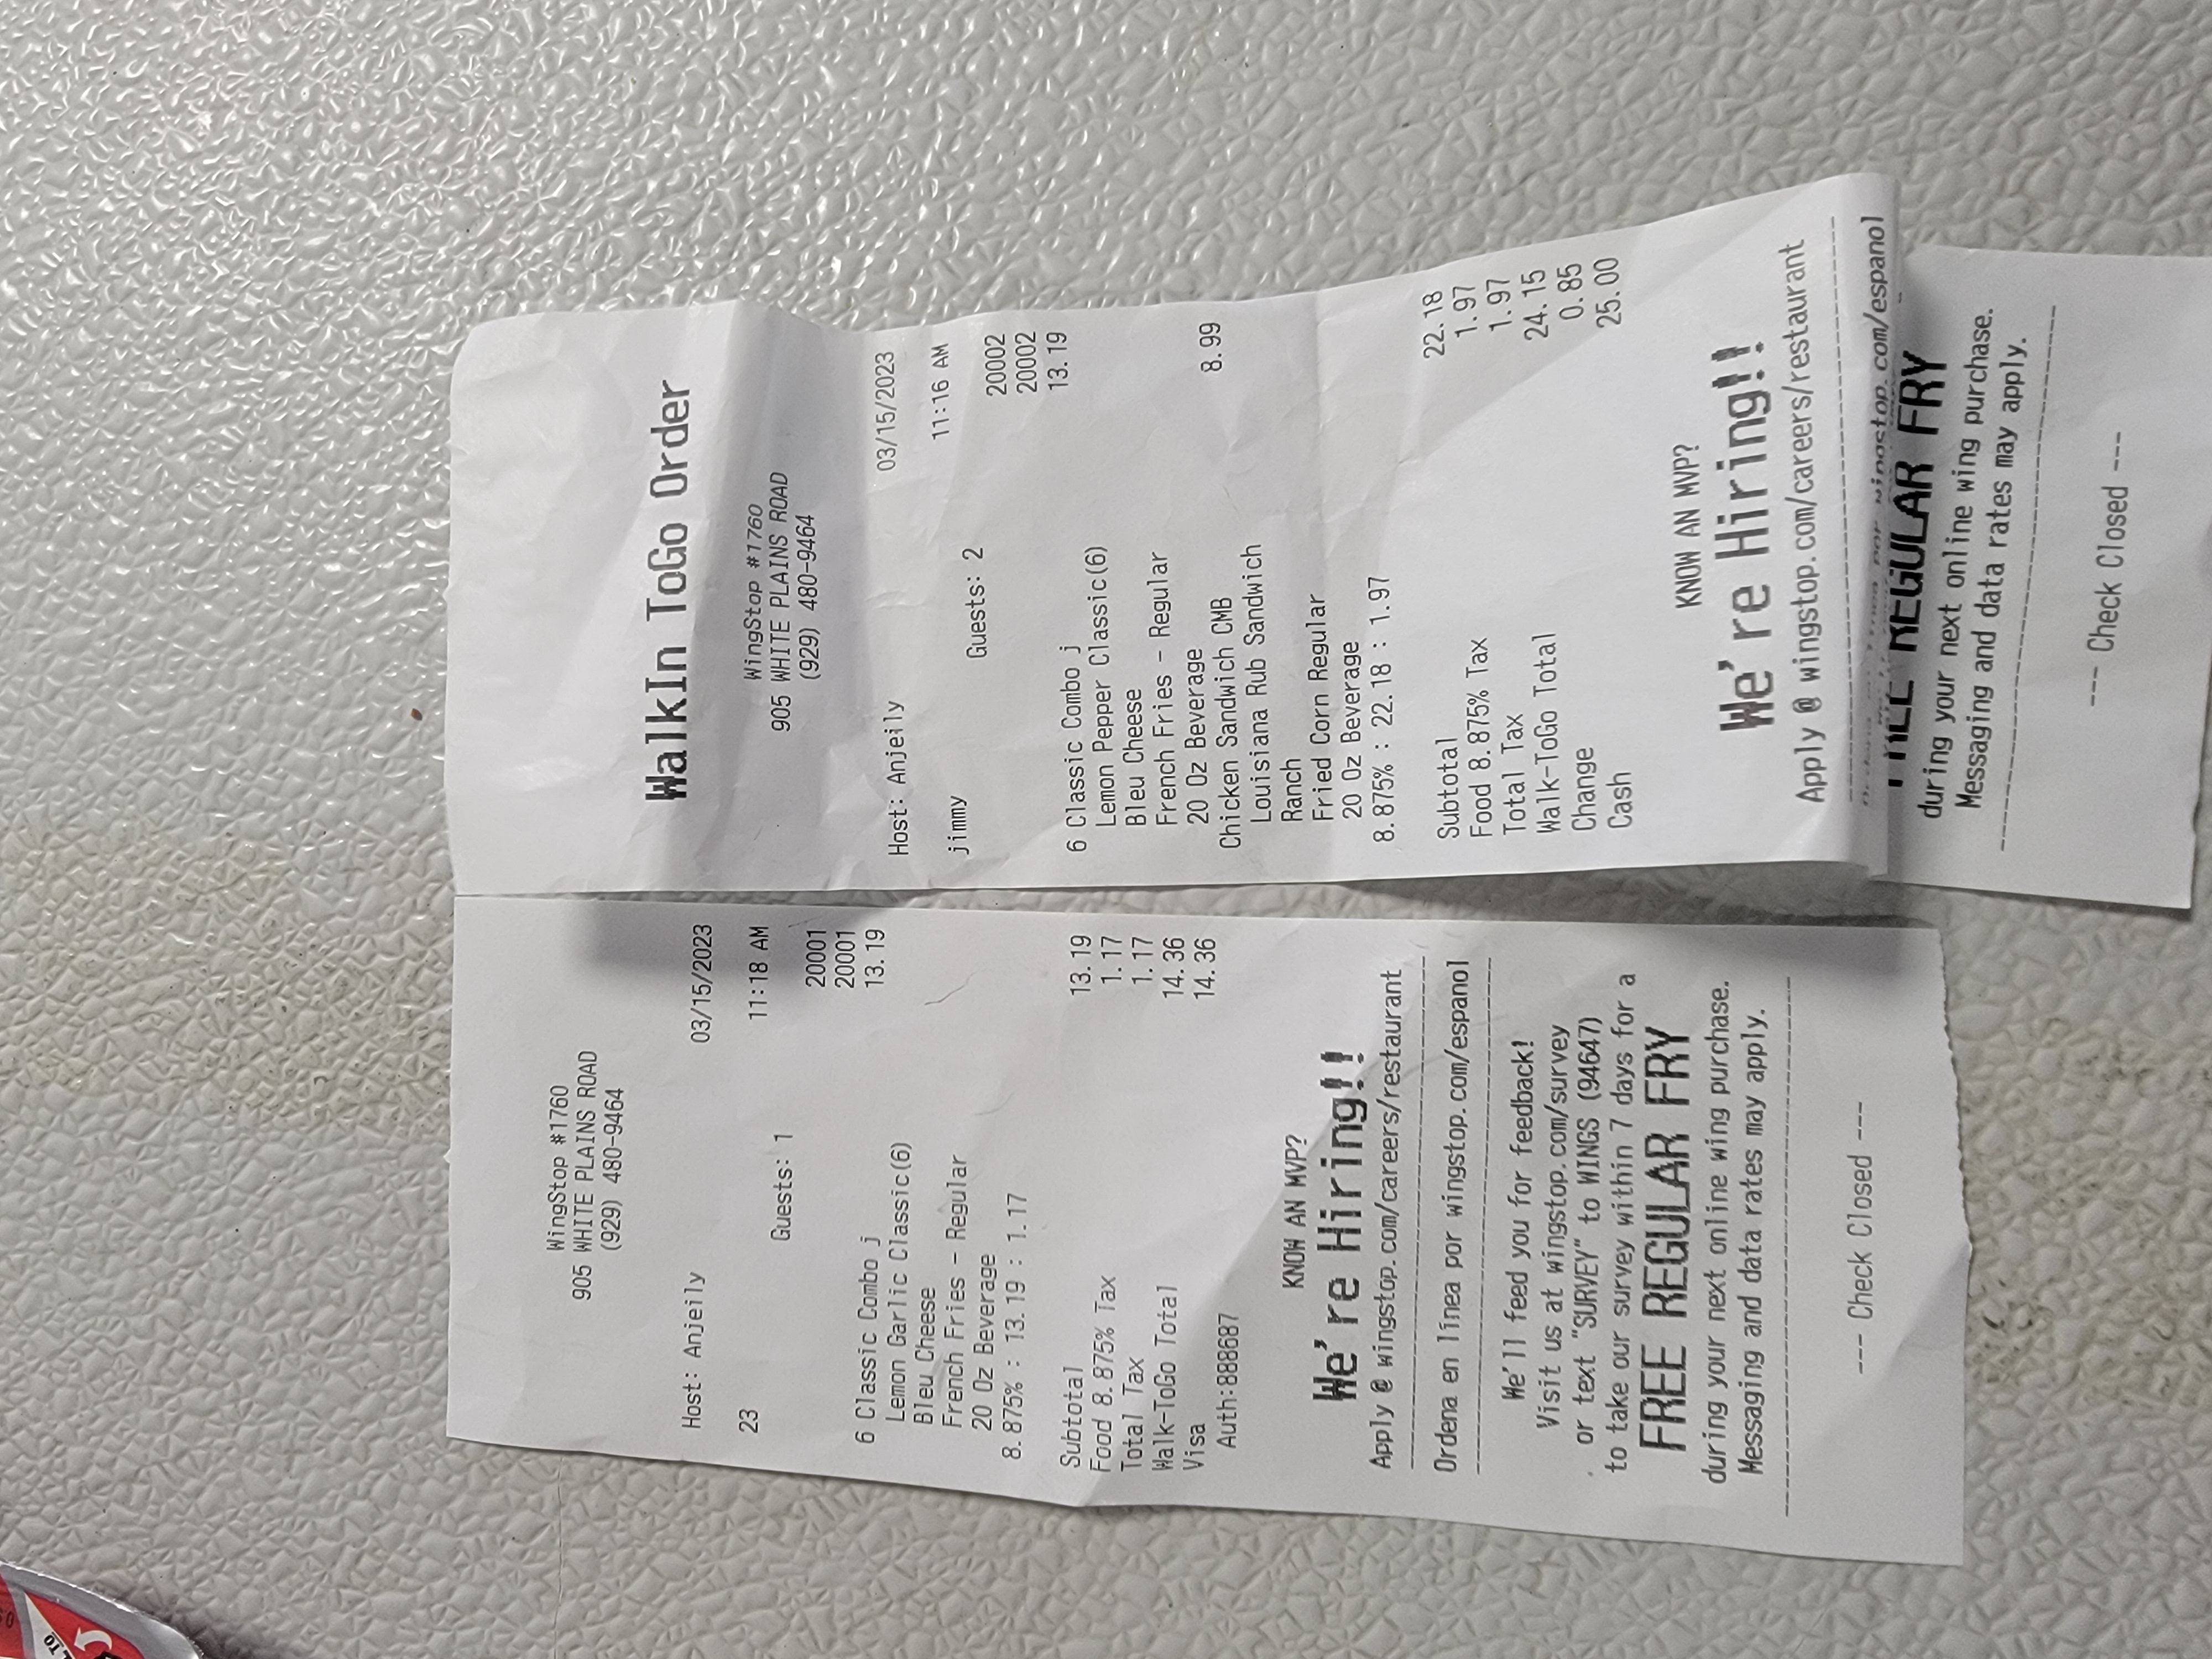 WingStop #1760
905 WHITE PLAINS ROAD
(929) 480-9464
Host: Anjeily 03/15/2023
23 11:18 AM
Guests: 1
20001
20001
6 Classic Combo j 13.19
Lemon Garlic Classic(6)
Bleu Cheese
French Fries - Regular
20 Oz Beverage
8.875% : 13.19 : 1.17
Subtotal 13.19
Food 8.875% Tax 1.17
Total Tax 1.17
Walk-ToGo Total 14.36
Visa 14.36
Auth:888687
KNOW AN MVP?
We're Hiring!!
Apply @ wingstop.com/careers/restaurant
Ordena en línea por wingstop.com/espanol
We'll feed you for feedback!
Visit us at wingstop.com/survey
or text "SURVEY" to WINGS (94647)
to take our survey within 7 days for a
FREE REGULAR FRY
during your next online wing purchase.
Messaging and data rates may apply.
--- Check Closed ---
WalkIn ToGo Order
WingStop #1760
905 WHITE PLAINS ROAD
(929) 480-9464
Host: Anjeily 03/15/2023
jimmy 11:16 AM
Guests: 2
20002
20002
6 Classic Combo j 13.19
Lemon Pepper Classic(6)
Bleu Cheese
French Fries - Regular
20 Oz Beverage
Chicken Sandwich CMB 8.99
Louisiana Rub Sandwich
Ranch
Fried Corn Regular
20 Oz Beverage
8.875% : 22.18 : 1.97
Subtotal 22.18
Food 8.875% Tax 1.97
Total Tax 1.97
Walk-ToGo Total 24.15
Change 0.85
Cash 25.00
KNOW AN MVP?
We're Hiring!!
Apply @ wingstop.com/careers/restaurant
por wingstop.com/espanol
REGULAR FRY
during your next online wing purchase.
Messaging and data rates may apply.
--- Check Closed ---